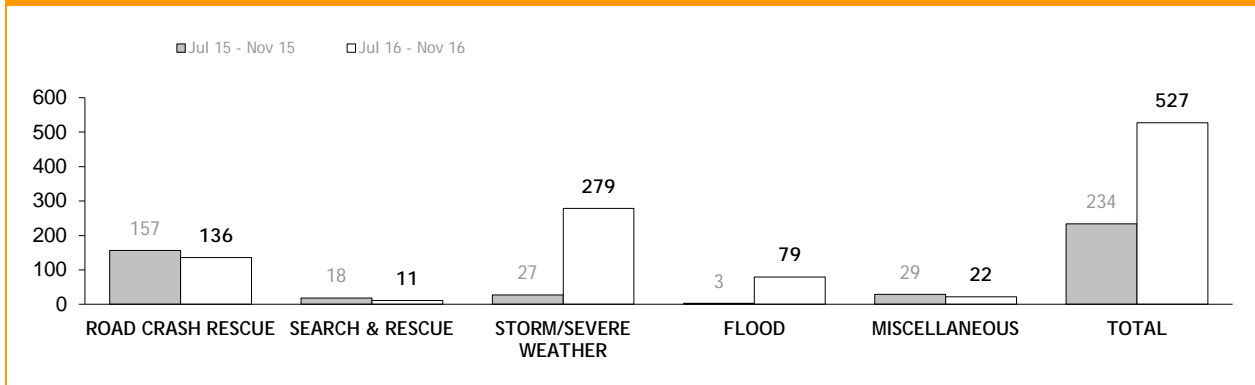 Jul 15 - Nov 15 Jul 16 - Nov 16
600
500
400
300
200
100
0
157 136 18 11 27 279 3 79 29 22 234 527
ROAD CRASH RESCUE SEARCH & RESCUE STORM/SEVERE WEATHER FLOOD MISCELLANEOUS TOTAL